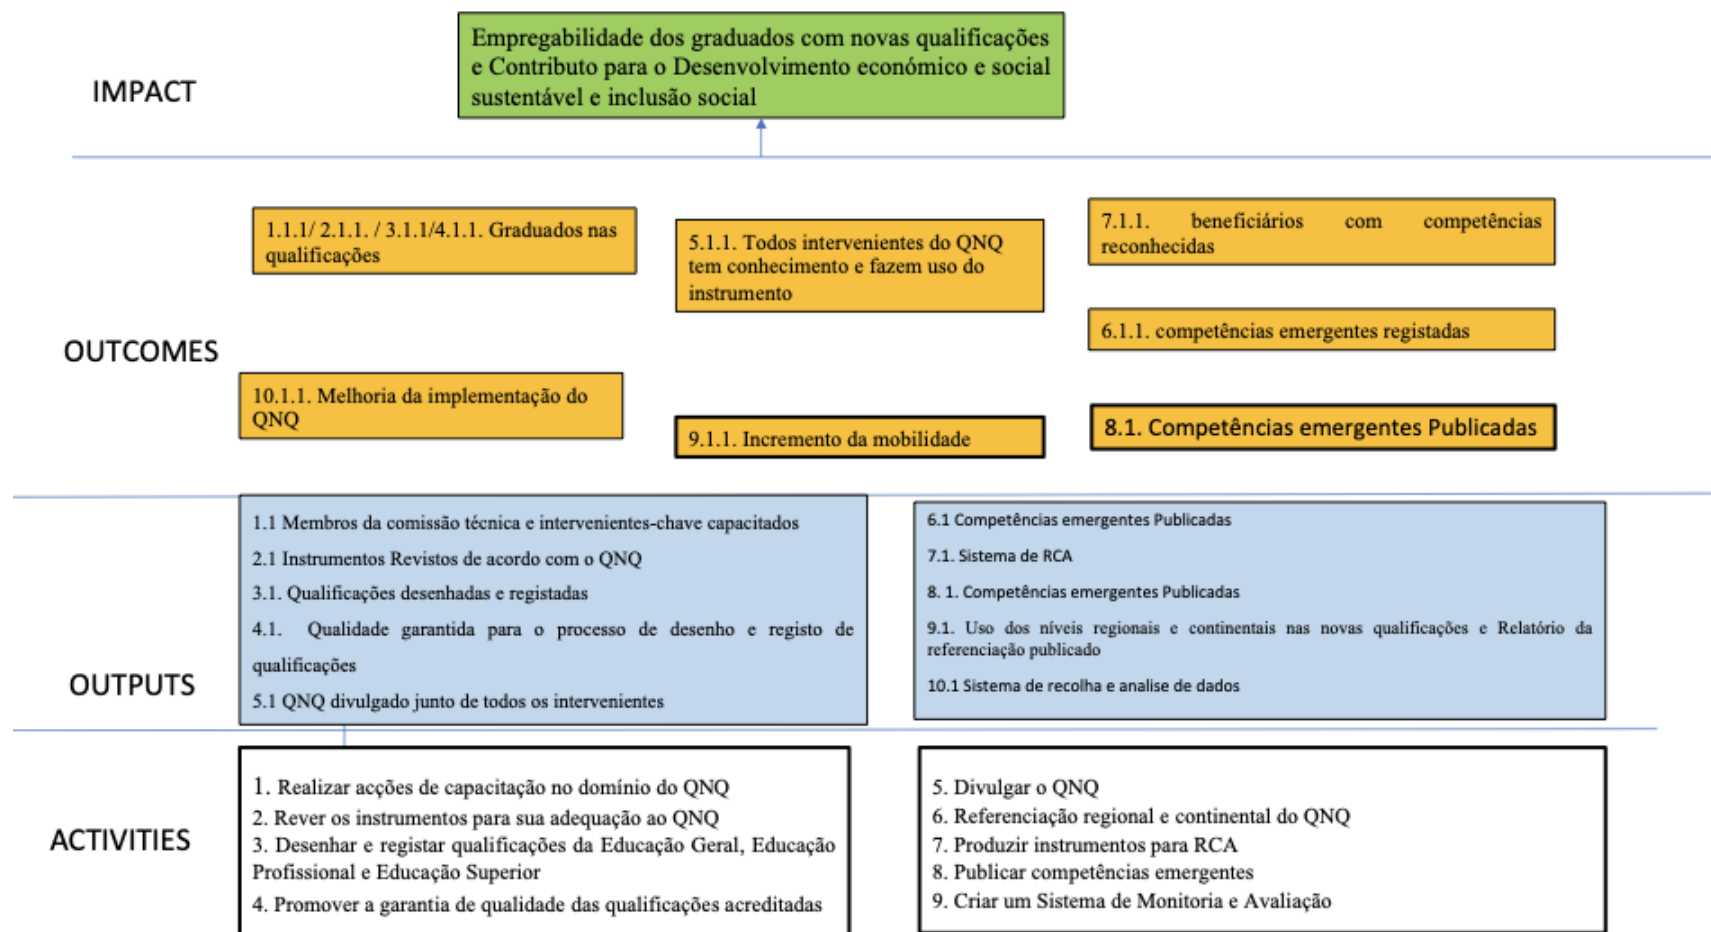 IMPACT
Empregabilidade dos graduados com novas qualificações
e Contributo para o Desenvolvimento económico e social
sustentável e inclusão social
OUTCOMES
1.1.1/ 2.1.1. / 3.1.1/4.1.1. Graduados nas
qualificações
5.1.1. Todos intervenientes do QNQ
tem conhecimento e fazem uso do
instrumento
7.1.1. beneficiários com competências
reconhecidas
6.1.1. competências emergentes registadas
10.1.1. Melhoria da implementação do
QNQ
9.1.1. Incremento da mobilidade
8.1. Competências emergentes Publicadas
OUTPUTS
1.1 Membros da comissão técnica e intervenientes-chave capacitados
2.1 Instrumentos Revistos de acordo com o QNQ
3.1. Qualificações desenhadas e registadas
4.1. Qualidade garantida para o processo de desenho e registo de
qualificações
5.1 QNQ divulgado junto de todos os intervenientes
6.1 Competências emergentes Publicadas
7.1. Sistema de RCA
8. 1. Competências emergentes Publicadas
9.1. Uso dos níveis regionais e continentais nas novas qualificações e Relatório da
referenciação publicado
10.1 Sistema de recolha e analise de dados
ACTIVITIES
1. Realizar acções de capacitação no domínio do QNQ
2. Rever os instrumentos para sua adequação ao QNQ
3. Desenhar e registar qualificações da Educação Geral, Educação
Profissional e Educação Superior
4. Promover a garantia de qualidade das qualificações acreditadas
5. Divulgar o QNQ
6. Referenciação regional e continental do QNQ
7. Produzir instrumentos para RCA
8. Publicar competências emergentes
9. Criar um Sistema de Monitoria e Avaliação